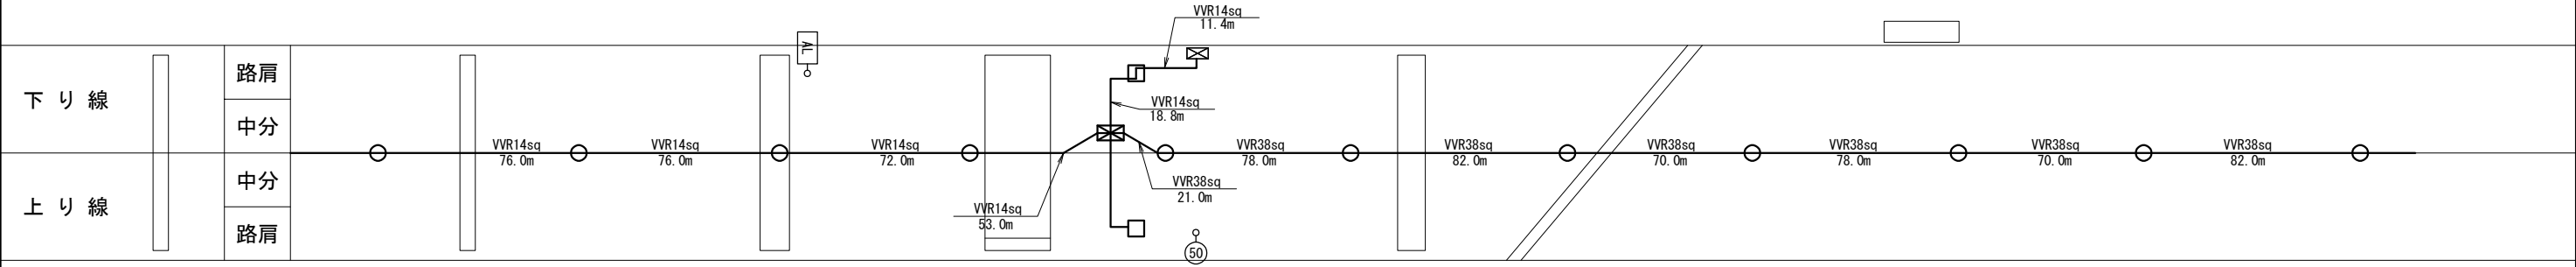 VVR14sq
11.4m
AL
下り線
路肩
中分
VVR14sq
18.8m
VVR14sq
76.0m
VVR14sq
76.0m
VVR14sq
72.0m
VVR38sq
78.0m
VVR38sq
82.0m
VVR38sq
70.0m
VVR38sq
78.0m
VVR38sq
70.0m
VVR38sq
82.0m
上り線
中分
路肩
VVR38sq
21.0m
VVR14sq
53.0m
50